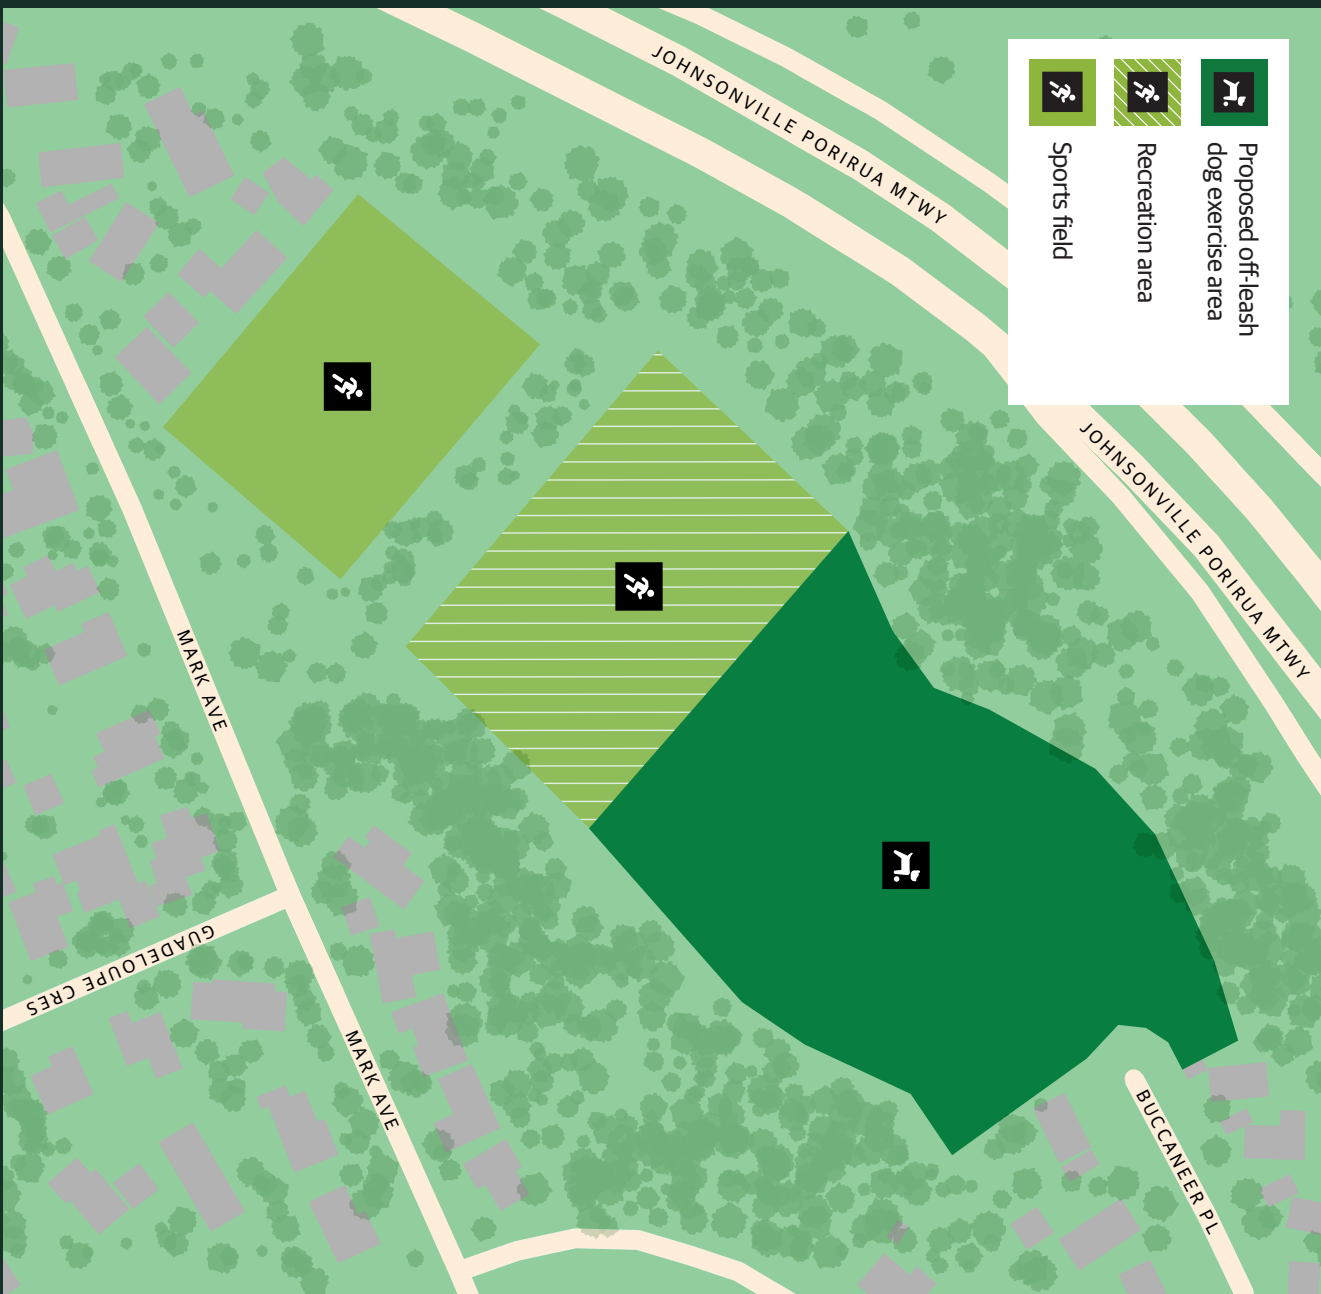 JOHNSONVILLE PORIRUA MTWY
Proposed off-leash
dog exercise area
Recreation area
Sports field
JOHNSONVILLE PORIRUA MTWY
MARK AVE
GUADELOUPE CRES
MARK AVE
BUCCANEER PL